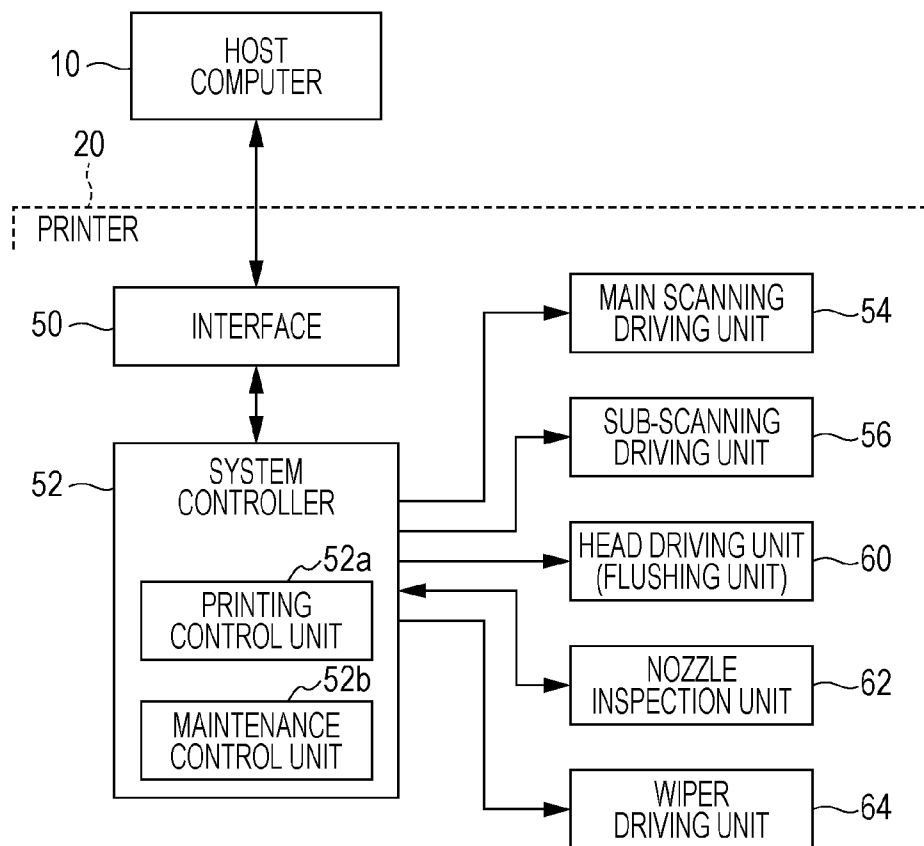 10
HOST
COMPUTER
20
PRINTER
50
INTERFACE
MAIN SCANNING
DRIVING UNIT
54
SUB-SCANNING
DRIVING UNIT
56
52
SYSTEM
CONTROLLER
HEAD DRIVING UNIT
(FLUSHING UNIT)
60
52a
PRINTING
CONTROL UNIT
NOZZLE
INSPECTION UNIT
62
52b
MAINTENANCE
CONTROL UNIT
WIPER
DRIVING UNIT
64